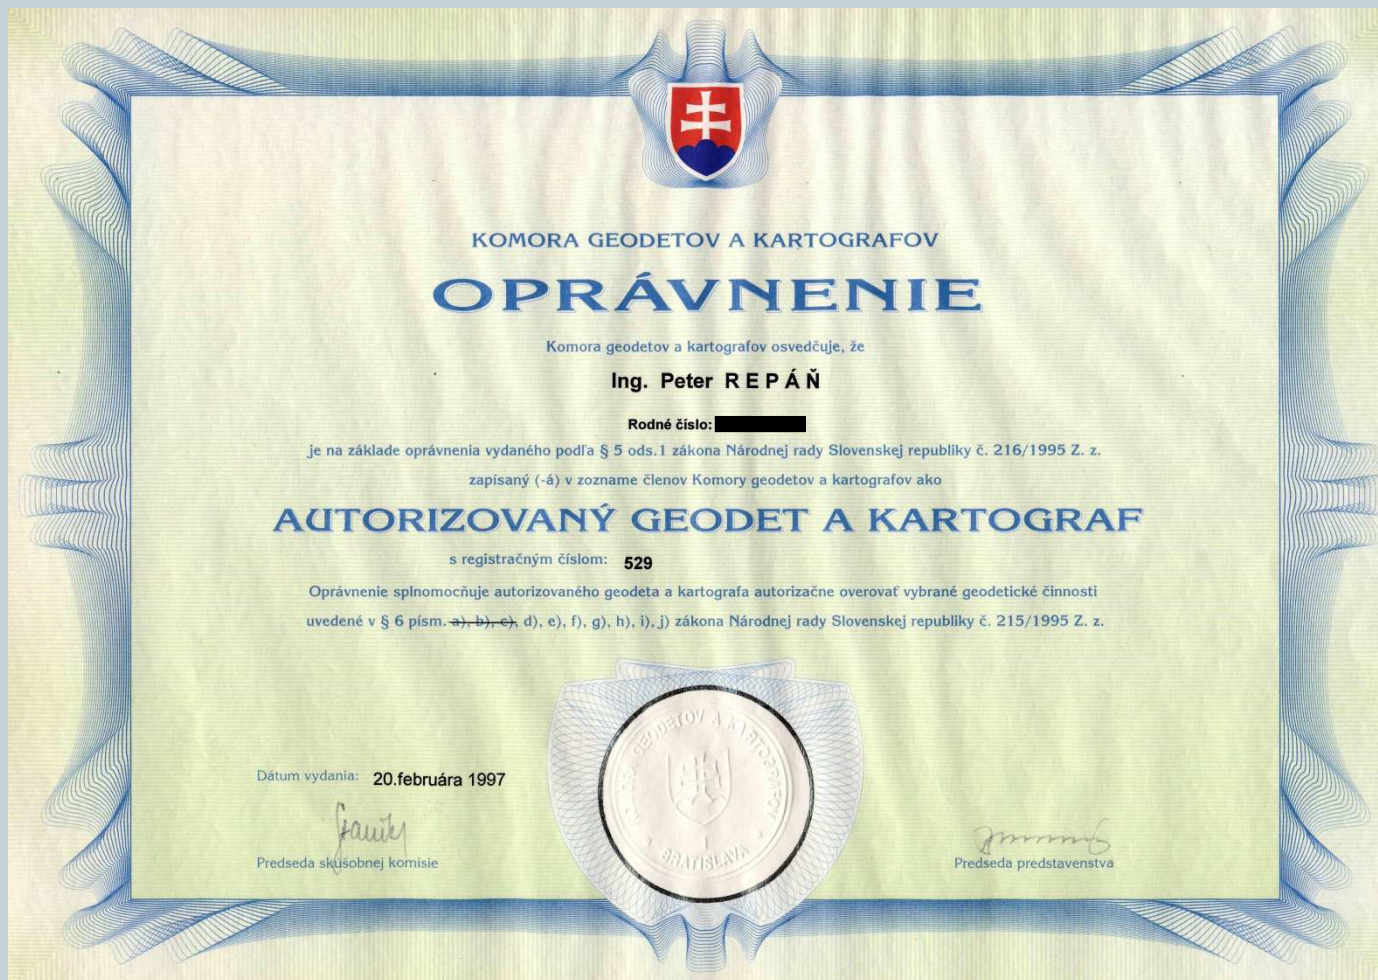 KOMORA GEODETOV A KARTOGRAFOV
OPRÁVNENIE
Komora geodetov a kartografov osvedčuje, že
Ing. Peter REPÁŇ
Rodné číslo:
je na základe oprávnenia vydaného podľa § 5 ods.1 zákona Národnej rady Slovenskej republiky č. 216/1995 Z. z.
zapísaný (-á) v zozname členov Komory geodetov a kartografov ako
AUTORIZOVANÝ GEODET A KARTOGRAF
s registračným číslom: 529
Oprávnenie splnomocňuje autorizovaného geodeta a kartografa autorizačne overovať vybrané geodetické činnosti
uvedené v § 6 písm. a), b), c), d), e), f), g), h), i), j) zákona Národnej rady Slovenskej republiky č. 215/1995 Z. z.
KOMORA GEODETOV A KARTOGRAFOV
I
BRATISLAVA
Dátum vydania: 20.februára 1997
Predseda skúšobnej komisie
Predseda predstavenstva